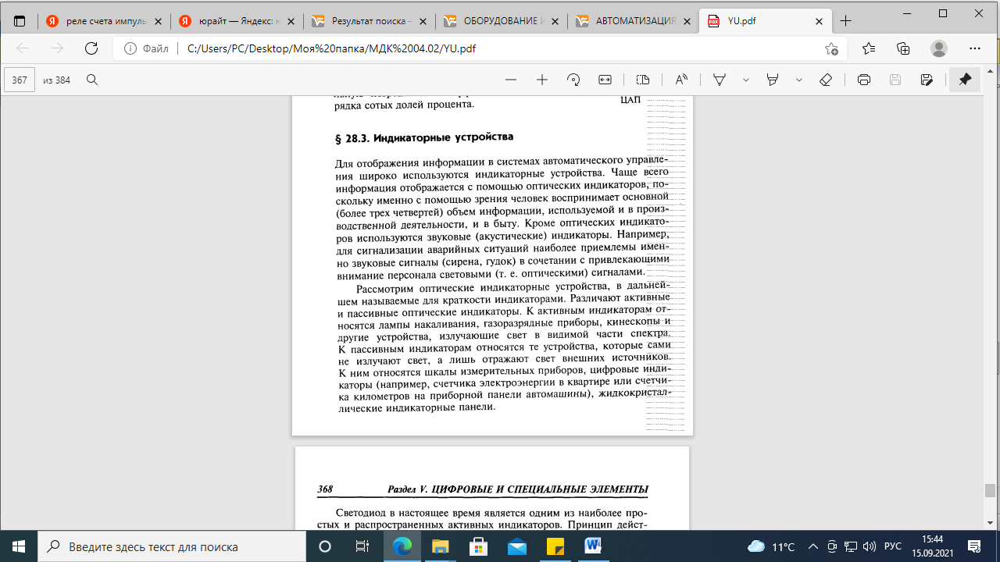 реле счета импуль
юрайт — Яндекс: н
Результат поиска –
ОБОРУДОВАНИЕ И
АВТОМАТИЗАЦИЯ
YU.pdf
Файл
C:/Users/PC/Desktop/Моя%20папка/МДК%2004.02/YU.pdf
367 из 384
рядка сотых долей процента
ЦАП
28.3. Индикаторные устройства
Для отображения информации в системах автоматического управле-
ния широко используются индикаторные устройства. Чаще всего
информация отображается с помощью оптических индикаторов, по-
скольку именно с помощью зрения человек воспринимает основной
(более трех четвертей) объем информации, используемой и в произ-
одственной деятельности, и в быту. Кроме оптических индикато-
ов используются звуковые (акустические) индикаторы. Например,
ля сигнализации аварийных ситуаций наиболее приемлемы имен-
но звуковые сигналы (сирена, гудок) в сочетании с привлекающими
внимание персонала световыми (т. е. оптическими) сигналами.
Рассмотрим оптические индикаторные устройства, в дальней-
шем называемые для краткости индикаторами. Различают активные
и пассивные оптические индикаторы. К активным индикаторам от-
носятся лампы накаливания, газоразрядные приборы, кинескопы и
другие устройства, излучающие свет в видимой части спектра.
К пассивным индикаторам относятся те устройства, которые сами
не излучают свет, а лишь отражают свет внешних источников.
К ним относятся шкалы измерительных приборов, цифровые инди-
каторы (например, счетчика электроэнергии в квартире или счетчи-
ка километров на приборной панели автомашины), жидкокристал-
лические индикаторные панели.
368 Раздел V. ЦИФРОВЫЕ И СПЕЦИАЛЬНЫЕ ЭЛЕМЕНТЫ
Светодиод в настоящее время является одним из наиболее про-
стых и распространенных активных индикаторов. Принцип дейст-
Введите здесь текст для поиска
11°C
РУС
15:44
15.09.2021